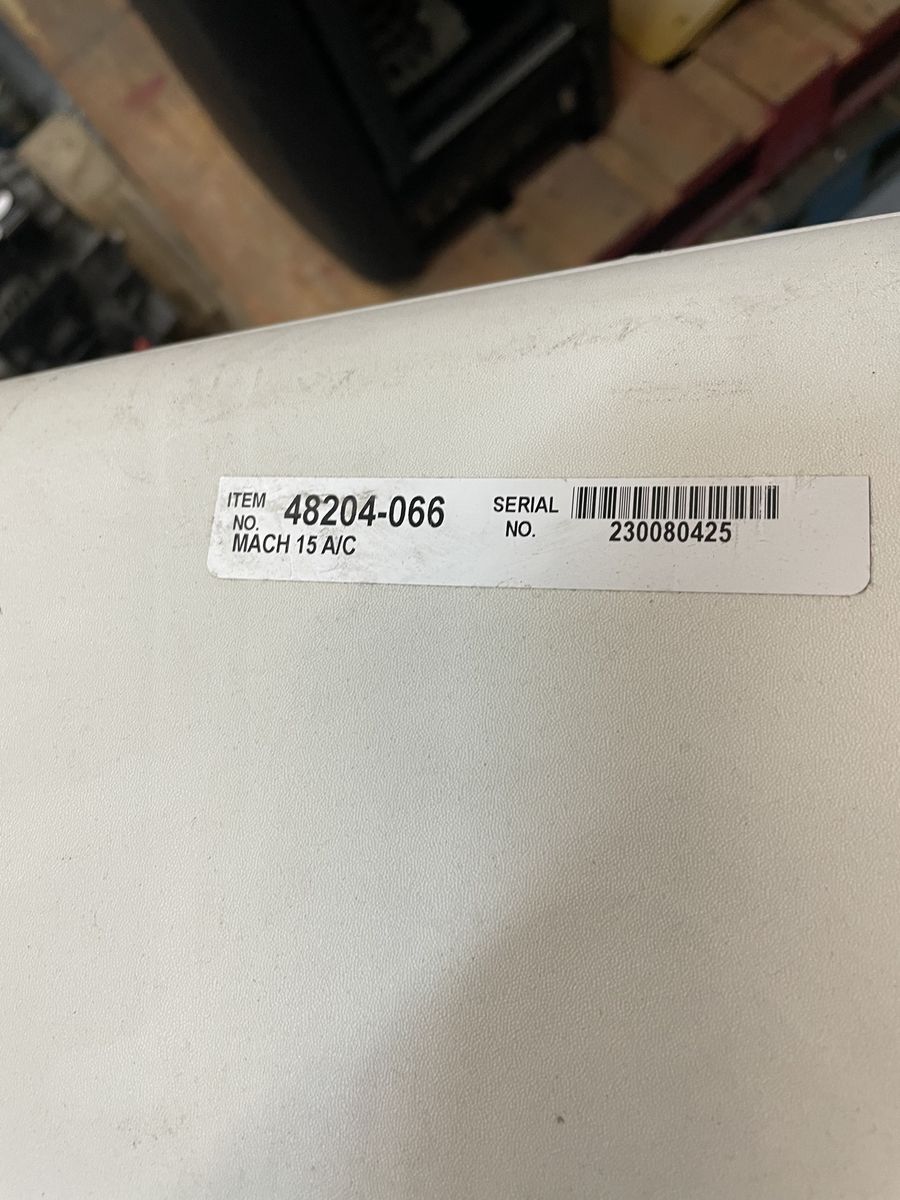 ITEM NO. 48204-066
MACH 15 A/C
SERIAL NO. 230080425